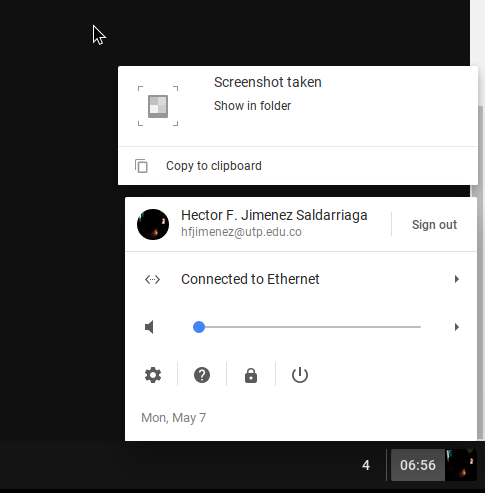 Screenshot taken
Show in folder
Copy to clipboard
Hector F. Jimenez Saldarriaga
hfjimenez@utp.edu.co
Sign out
Connected to Ethernet
Mon, May 7
4
06:56